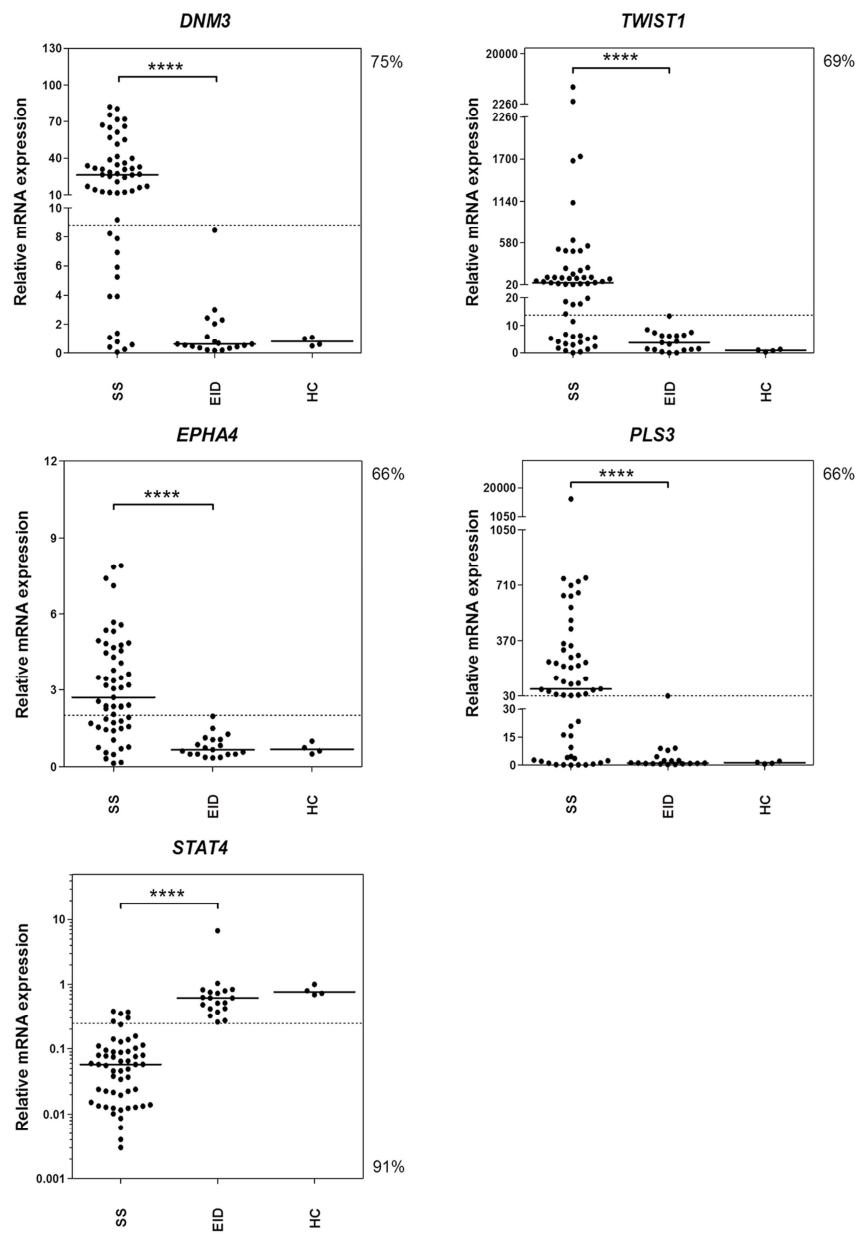 DNM3
75%
****
Relative mRNA expression
130
100
70
40
10
10
8
6
4
2
0
SS
EID
HC
TWIST1
69%
****
Relative mRNA expression
20000
2260
2260
1700
1140
580
20
20
10
0
SS
EID
HC
EPHA4
66%
****
Relative mRNA expression
12
9
6
3
0
SS
EID
HC
PLS3
66%
****
Relative mRNA expression
20000
1050
1050
710
370
30
30
15
0
SS
EID
HC
STAT4
****
Relative mRNA expression
10
1
0.1
0.01
0.001
91%
SS
EID
HC